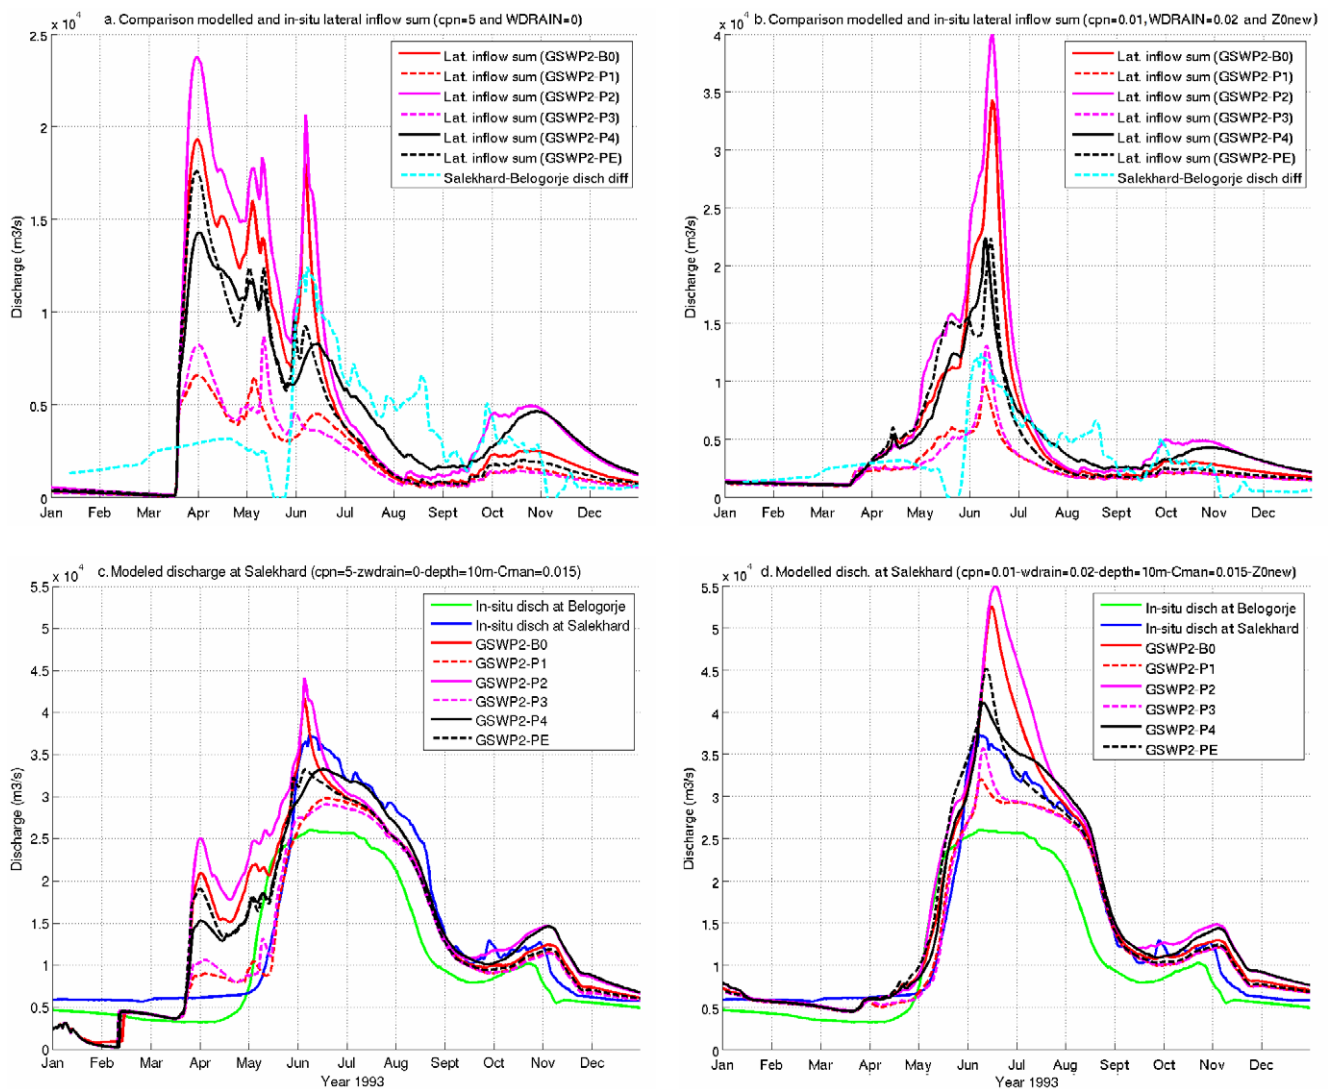 a. Comparison modelled and in-situ lateral inflow sum (cpn=5 and WDRAIN=0)
x 10⁴
2.5
2
1.5
1
0.5
0
Discharge (m3/s)
Lat. inflow sum (GSWP2-B0)
Lat. inflow sum (GSWP2-P1)
Lat. inflow sum (GSWP2-P2)
Lat. inflow sum (GSWP2-P3)
Lat. inflow sum (GSWP2-P4)
Lat. inflow sum (GSWP2-PE)
Salekhard-Belogorje disch diff
Jan Feb Mar Apr May Jun Jul Aug Sept Oct Nov Dec
b. Comparison modelled and in-situ lateral inflow sum (cpn=0.01,WDRAIN=0.02 and Z0new)
x 10⁴
4
3.5
3
2.5
2
1.5
1
0.5
0
Discharge (m3/s)
Lat. inflow sum (GSWP2-B0)
Lat. inflow sum (GSWP2-P1)
Lat. inflow sum (GSWP2-P2)
Lat. inflow sum (GSWP2-P3)
Lat. inflow sum (GSWP2-P4)
Lat. inflow sum (GSWP2-PE)
Salekhard-Belogorje disch diff
Jan Feb Mar Apr May Jun Jul Aug Sept Oct Nov Dec
c. Modeled discharge at Salekhard (cpn=5-zwdrain=0-depth=10m-Cman=0.015)
x 10⁴
5.5
5
4.5
4
3.5
3
2.5
2
1.5
1
0.5
0
Discharge (m3/s)
In-situ disch at Belogorje
In-situ disch at Salekhard
GSWP2-B0
GSWP2-P1
GSWP2-P2
GSWP2-P3
GSWP2-P4
GSWP2-PE
Jan Feb Mar Apr May Jun Jul Aug Sept Oct Nov Dec
Year 1993
d. Modelled disch. at Salekhard (cpn=0.01-wdrain=0.02-depth=10m-Cman=0.015-Z0new)
x 10⁴
5.5
5
4.5
4
3.5
3
2.5
2
1.5
1
0.5
0
Discharge (m3/s)
In-situ disch at Belogorje
In-situ disch at Salekhard
GSWP2-B0
GSWP2-P1
GSWP2-P2
GSWP2-P3
GSWP2-P4
GSWP2-PE
Jan Feb Mar Apr May Jun Jul Aug Sept Oct Nov Dec
Year 1993